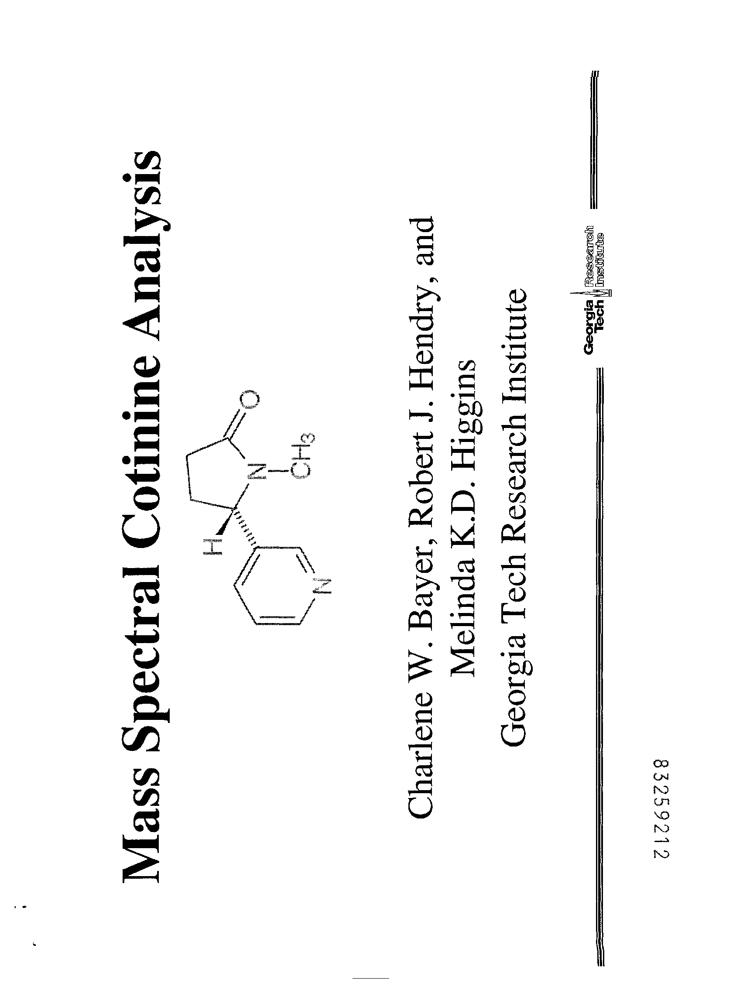 Mass Spectral Cotinine Analysis
O
N
CH3
H
N
Charlene W. Bayer, Robert J. Hendry, and
Melinda K.D. Higgins
Georgia Tech Research Institute
Georgia Research
Tech Institute
83259212